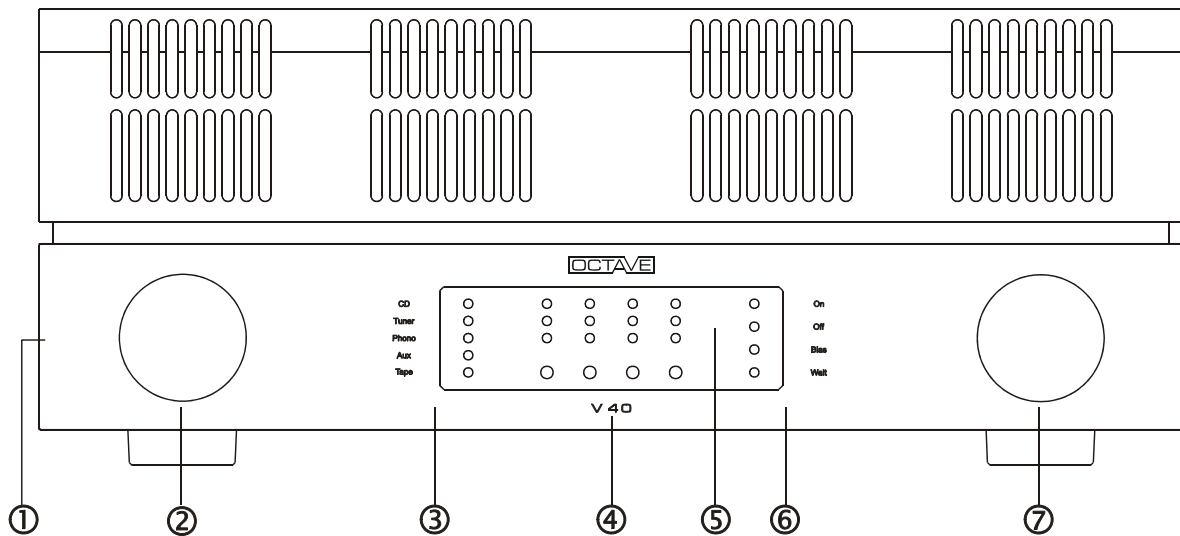 OCTAVE
CD
Tuner
Phono
Aux
Tape
On
Off
Bias
Wait
V 40
① ② ③ ④ ⑤ ⑥ ⑦